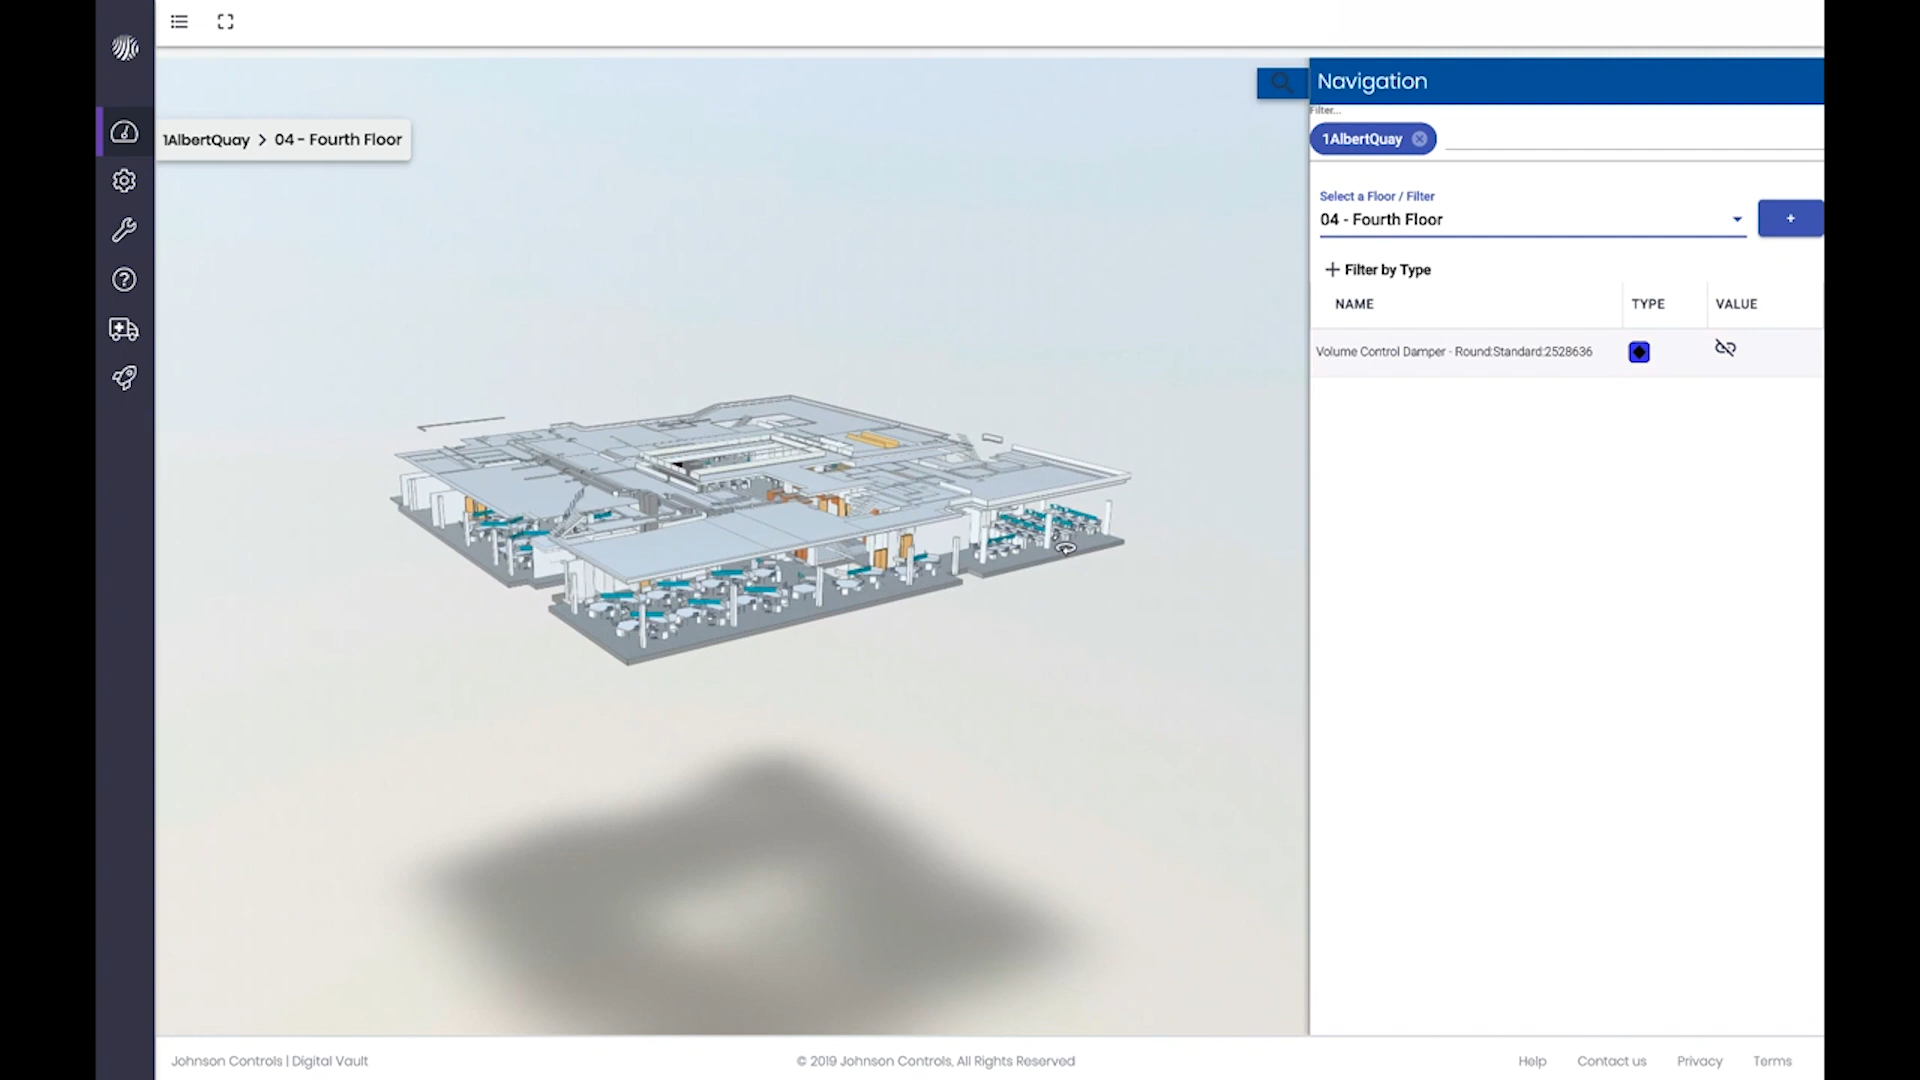 Navigation
Filter...
1AlbertQuay
1AlbertQuay > 04 - Fourth Floor
Select a Floor / Filter
04 - Fourth Floor
+
+ Filter by Type
NAME TYPE VALUE
Volume Control Damper - Round:Standard:2528636
Johnson Controls | Digital Vault
© 2019 Johnson Controls, All Rights Reserved
Help Contact us Privacy Terms